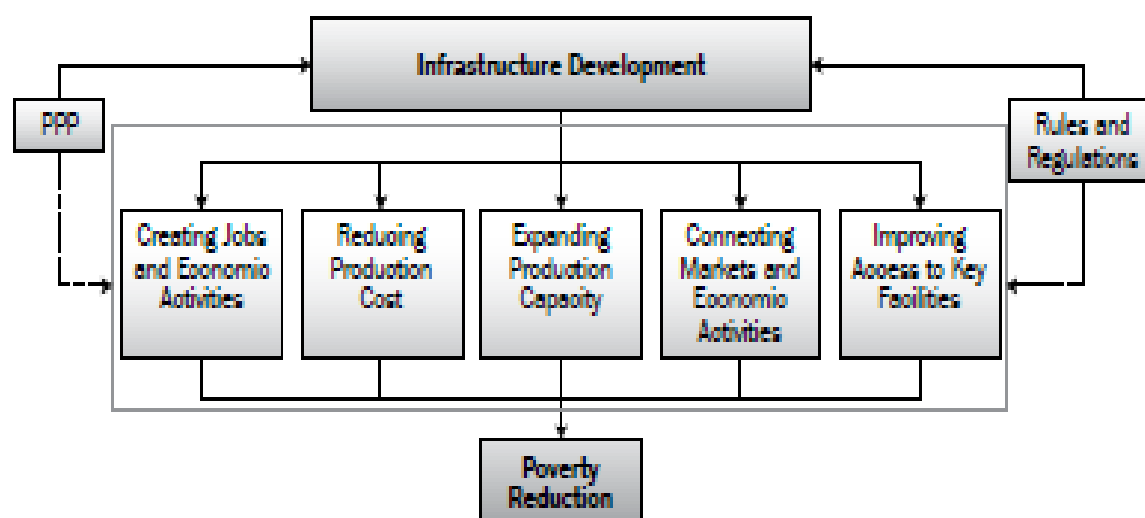 Infrastructure Development
PPP
Rules and
Regulations
Creating Jobs
and Economic
Activities
Reducing
Production
Cost
Expanding
Production
Capacity
Connecting
Markets and
Economic
Activities
Improving
Access to Key
Facilities
Poverty
Reduction